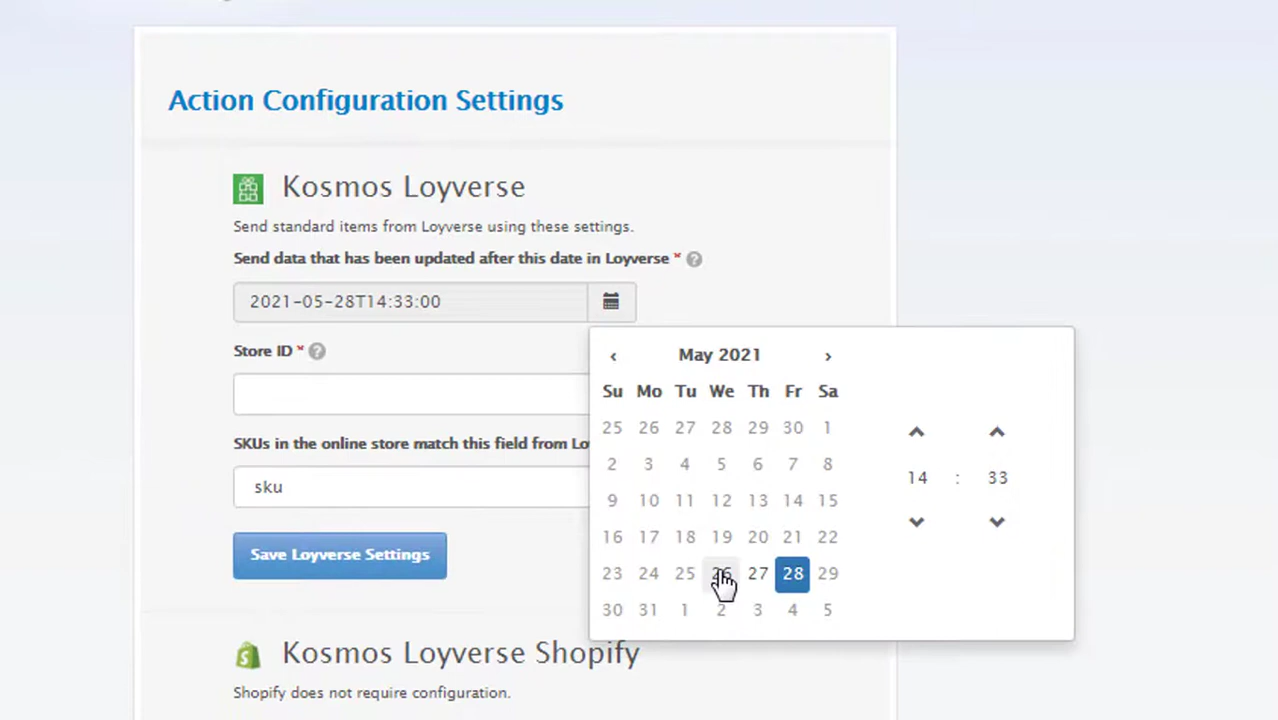 Action Configuration Settings
Kosmos Loyverse
Send standard items from Loyverse using these settings.
Send data that has been updated after this date in Loyverse * ?
2021-05-28T14:33:00
Store ID * ?
SKUs in the online store match this field from Lo
sku
Save Loyverse Settings
‹ May 2021 ›
Su Mo Tu We Th Fr Sa
25 26 27 28 29 30 1
2 3 4 5 6 7 8
9 10 11 12 13 14 15
16 17 18 19 20 21 22
23 24 25 26 27 28 29
30 31 1 2 3 4 5
14 : 33
Kosmos Loyverse Shopify
Shopify does not require configuration.